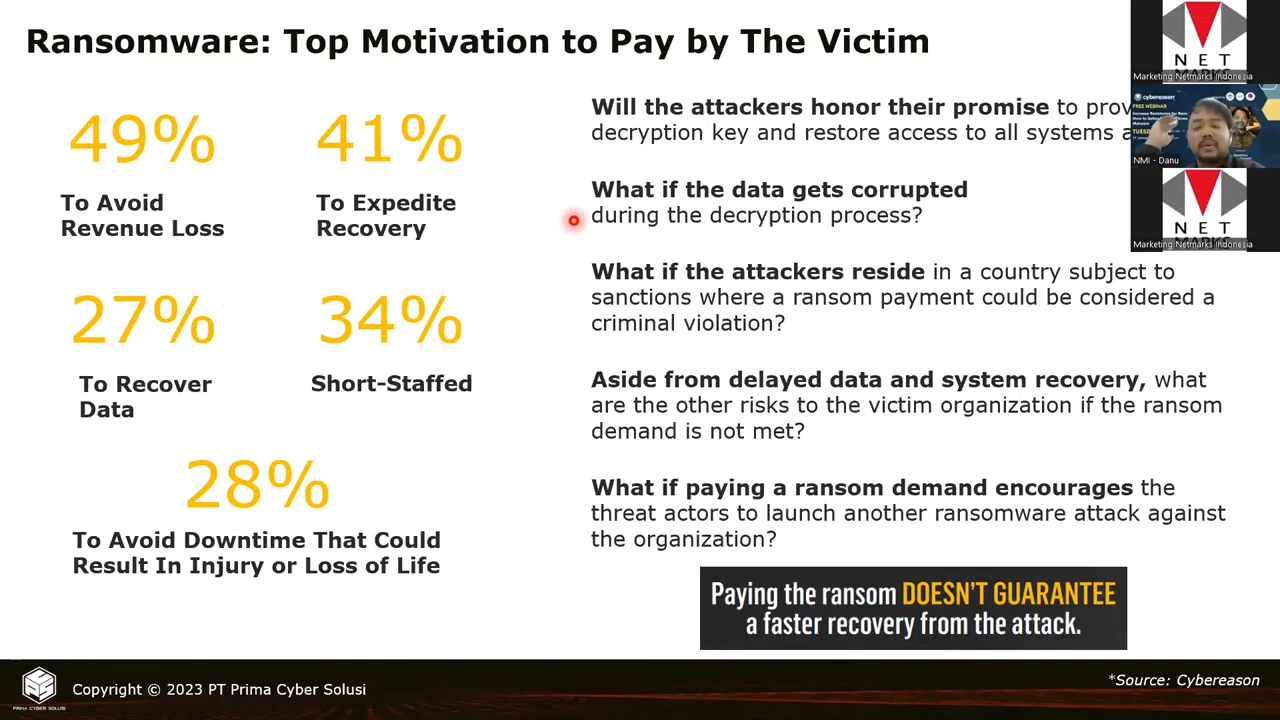 Ransomware: Top Motivation to Pay by The Victim
49%
To Avoid
Revenue Loss
41%
To Expedite
Recovery
27%
To Recover
Data
34%
Short-Staffed
28%
To Avoid Downtime That Could
Result In Injury or Loss of Life
Will the attackers honor their promise to prov
decryption key and restore access to all systems a
What if the data gets corrupted
during the decryption process?
What if the attackers reside in a country subject to
sanctions where a ransom payment could be considered a
criminal violation?
Aside from delayed data and system recovery, what
are the other risks to the victim organization if the ransom
demand is not met?
What if paying a ransom demand encourages the
threat actors to launch another ransomware attack against
the organization?
Paying the ransom DOESN'T GUARANTEE
a faster recovery from the attack.
NET
Marketing Netmarks Indonesia
cybereason
FREE WEBINAR
NMI - Danu
NET
Marketing Netmarks Indonesia
PRIMA CYBER SOLUSI
Copyright © 2023 PT Prima Cyber Solusi
*Source: Cybereason